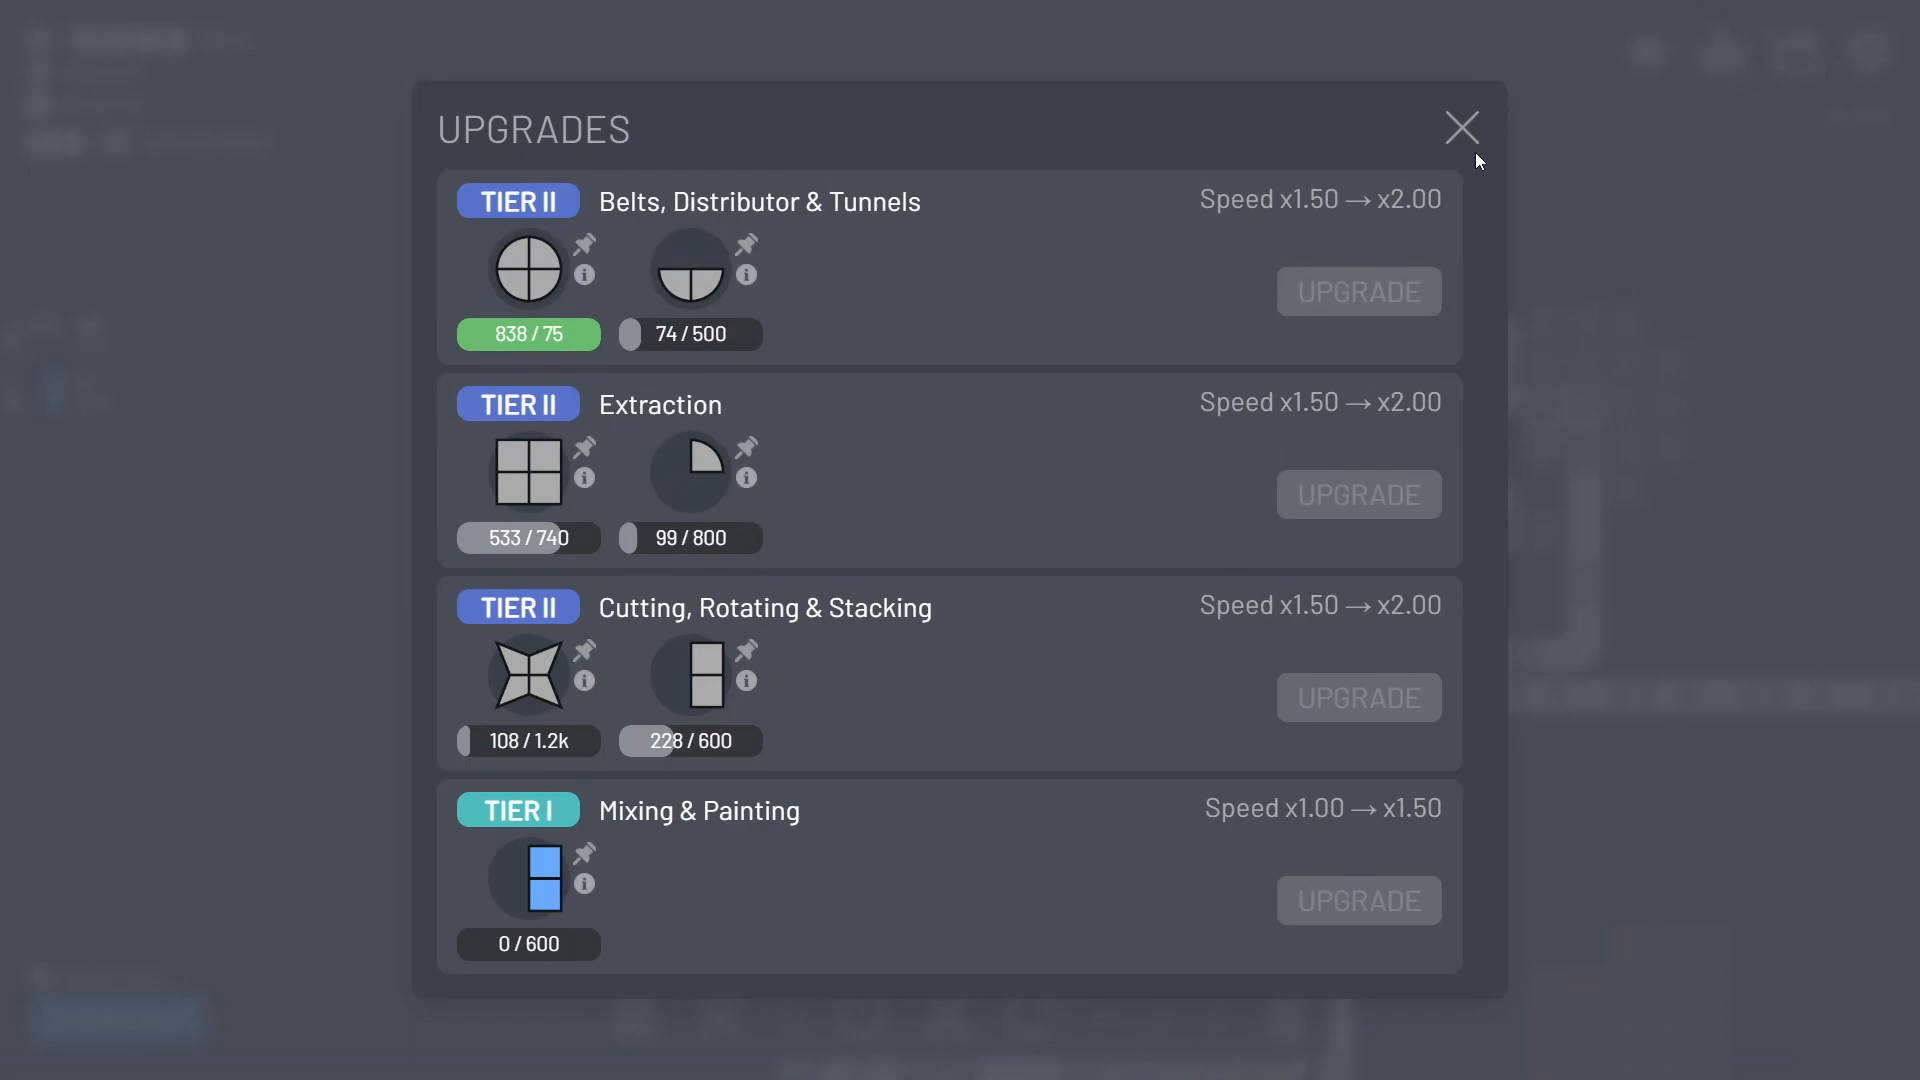 UPGRADES
TIER II Belts, Distributor & Tunnels Speed x1.50 → x2.00
UPGRADE
838 / 75 74 / 500
TIER II Extraction Speed x1.50 → x2.00
UPGRADE
533 / 740 99 / 800
TIER II Cutting, Rotating & Stacking Speed x1.50 → x2.00
UPGRADE
108 / 1.2k 228 / 600
TIER I Mixing & Painting Speed x1.00 → x1.50
UPGRADE
0 / 600